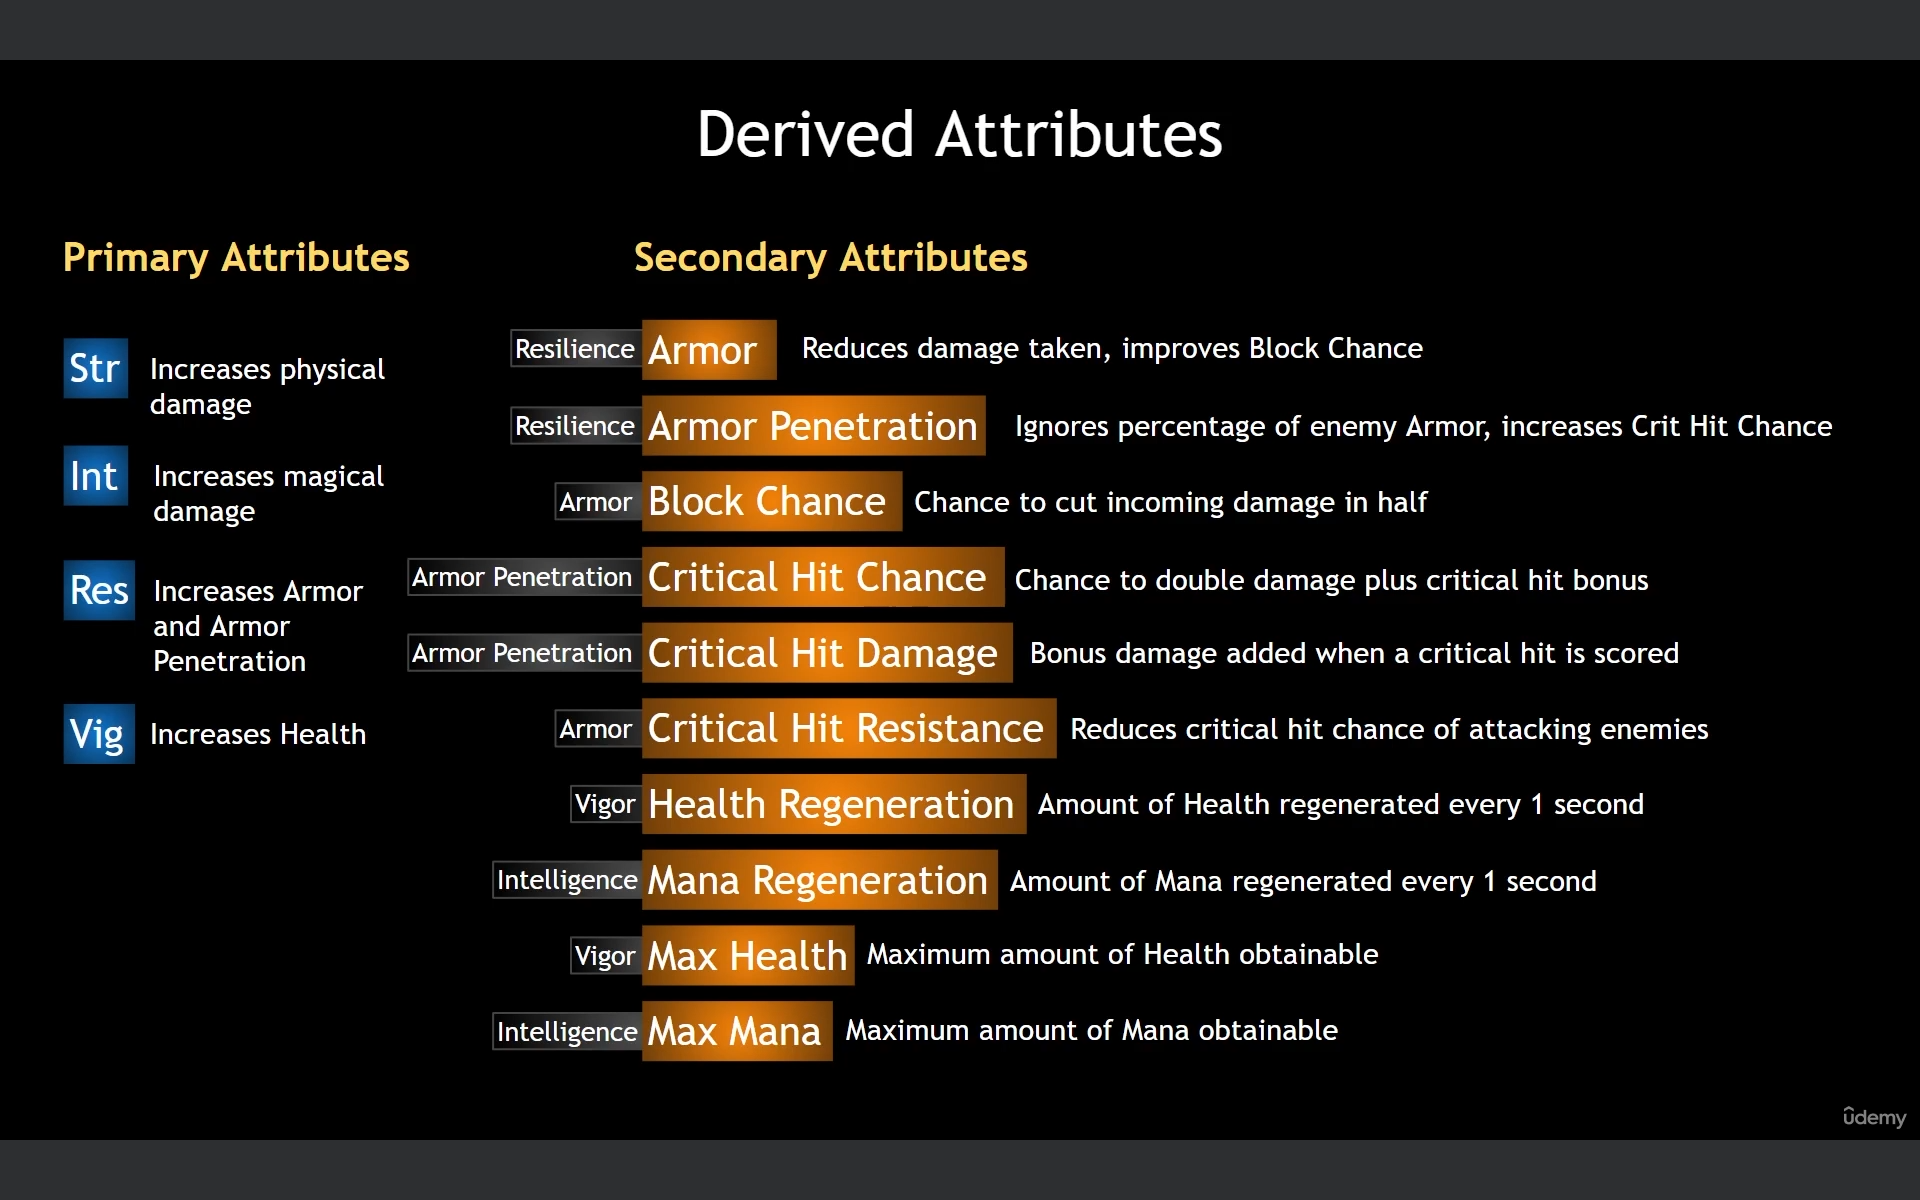 Derived Attributes
Primary Attributes
Str
Increases physical
damage
Int
Increases magical
damage
Res
Increases Armor
and Armor
Penetration
Vig
Increases Health
Secondary Attributes
Resilience Armor Reduces damage taken, improves Block Chance
Resilience Armor Penetration Ignores percentage of enemy Armor, increases Crit Hit Chance
Armor Block Chance Chance to cut incoming damage in half
Armor Penetration Critical Hit Chance Chance to double damage plus critical hit bonus
Armor Penetration Critical Hit Damage Bonus damage added when a critical hit is scored
Armor Critical Hit Resistance Reduces critical hit chance of attacking enemies
Vigor Health Regeneration Amount of Health regenerated every 1 second
Intelligence Mana Regeneration Amount of Mana regenerated every 1 second
Vigor Max Health Maximum amount of Health obtainable
Intelligence Max Mana Maximum amount of Mana obtainable
ûdemy